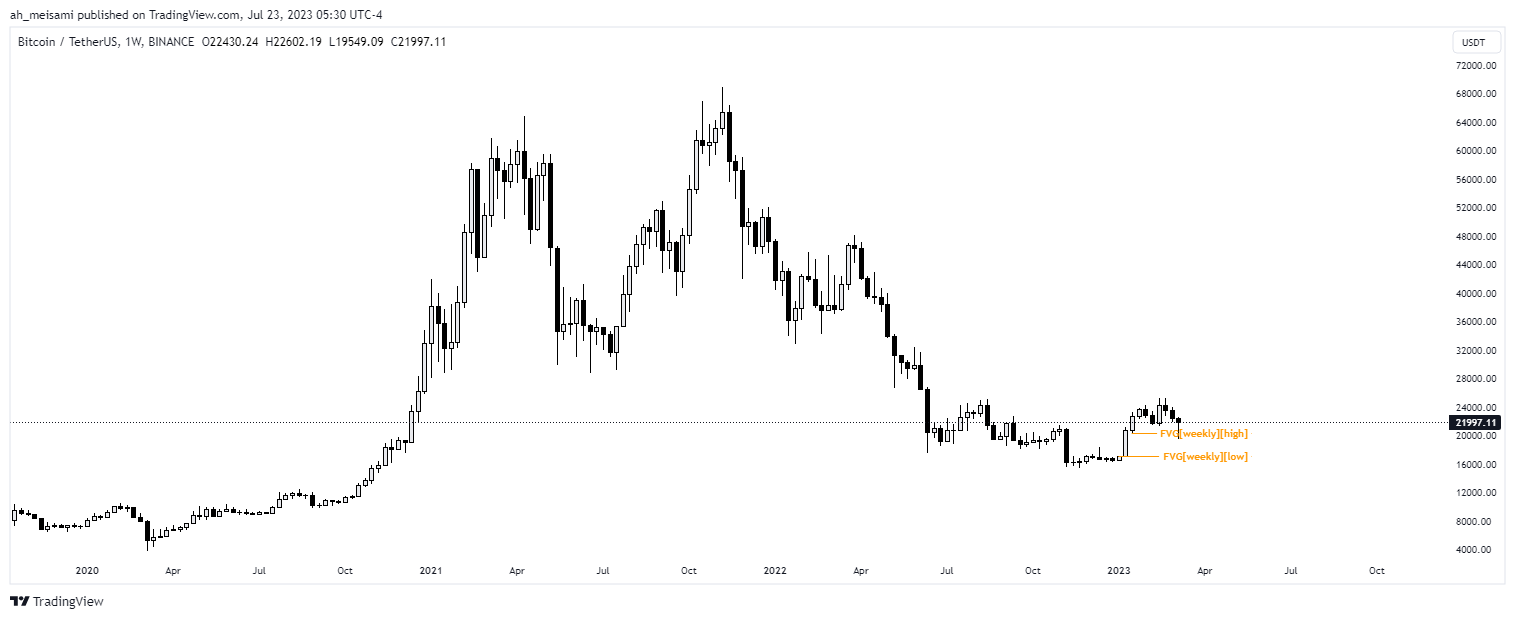 ah_meisami published on TradingView.com, Jul 23, 2023 05:30 UTC-4
Bitcoin / TetherUS, 1W, BINANCE O22430.24 H22602.19 L19549.09 C21997.11
USDT
72000.00
68000.00
64000.00
60000.00
56000.00
52000.00
48000.00
44000.00
40000.00
36000.00
32000.00
28000.00
24000.00
21997.11
20000.00
16000.00
12000.00
8000.00
4000.00
FVG[weekly][high]
FVG[weekly][low]
2020 Apr Jul Oct 2021 Apr Jul Oct 2022 Apr Jul Oct 2023 Apr Jul Oct
TradingView